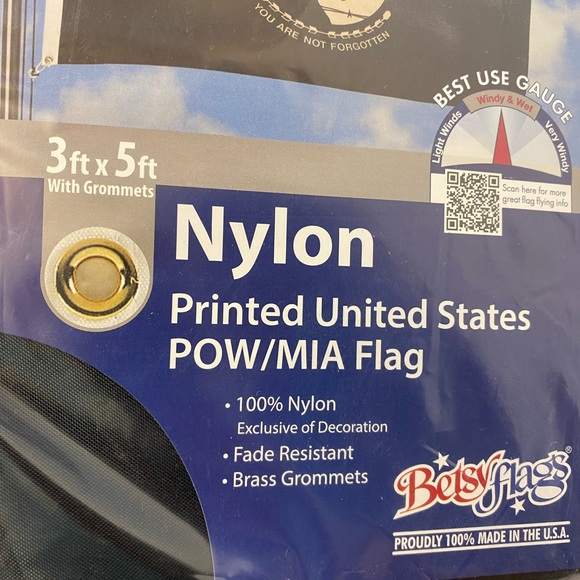 YOU ARE NOT FORGOTTEN
BEST USE GAUGE
Light Winds
Windy & Wet
Very Windy
Scan here for more
great flag flying info
3ft x 5ft
With Grommets
Nylon
Printed United States
POW/MIA Flag
• 100% Nylon
Exclusive of Decoration
• Fade Resistant
• Brass Grommets
Betsy flags®
PROUDLY 100% MADE IN THE U.S.A.